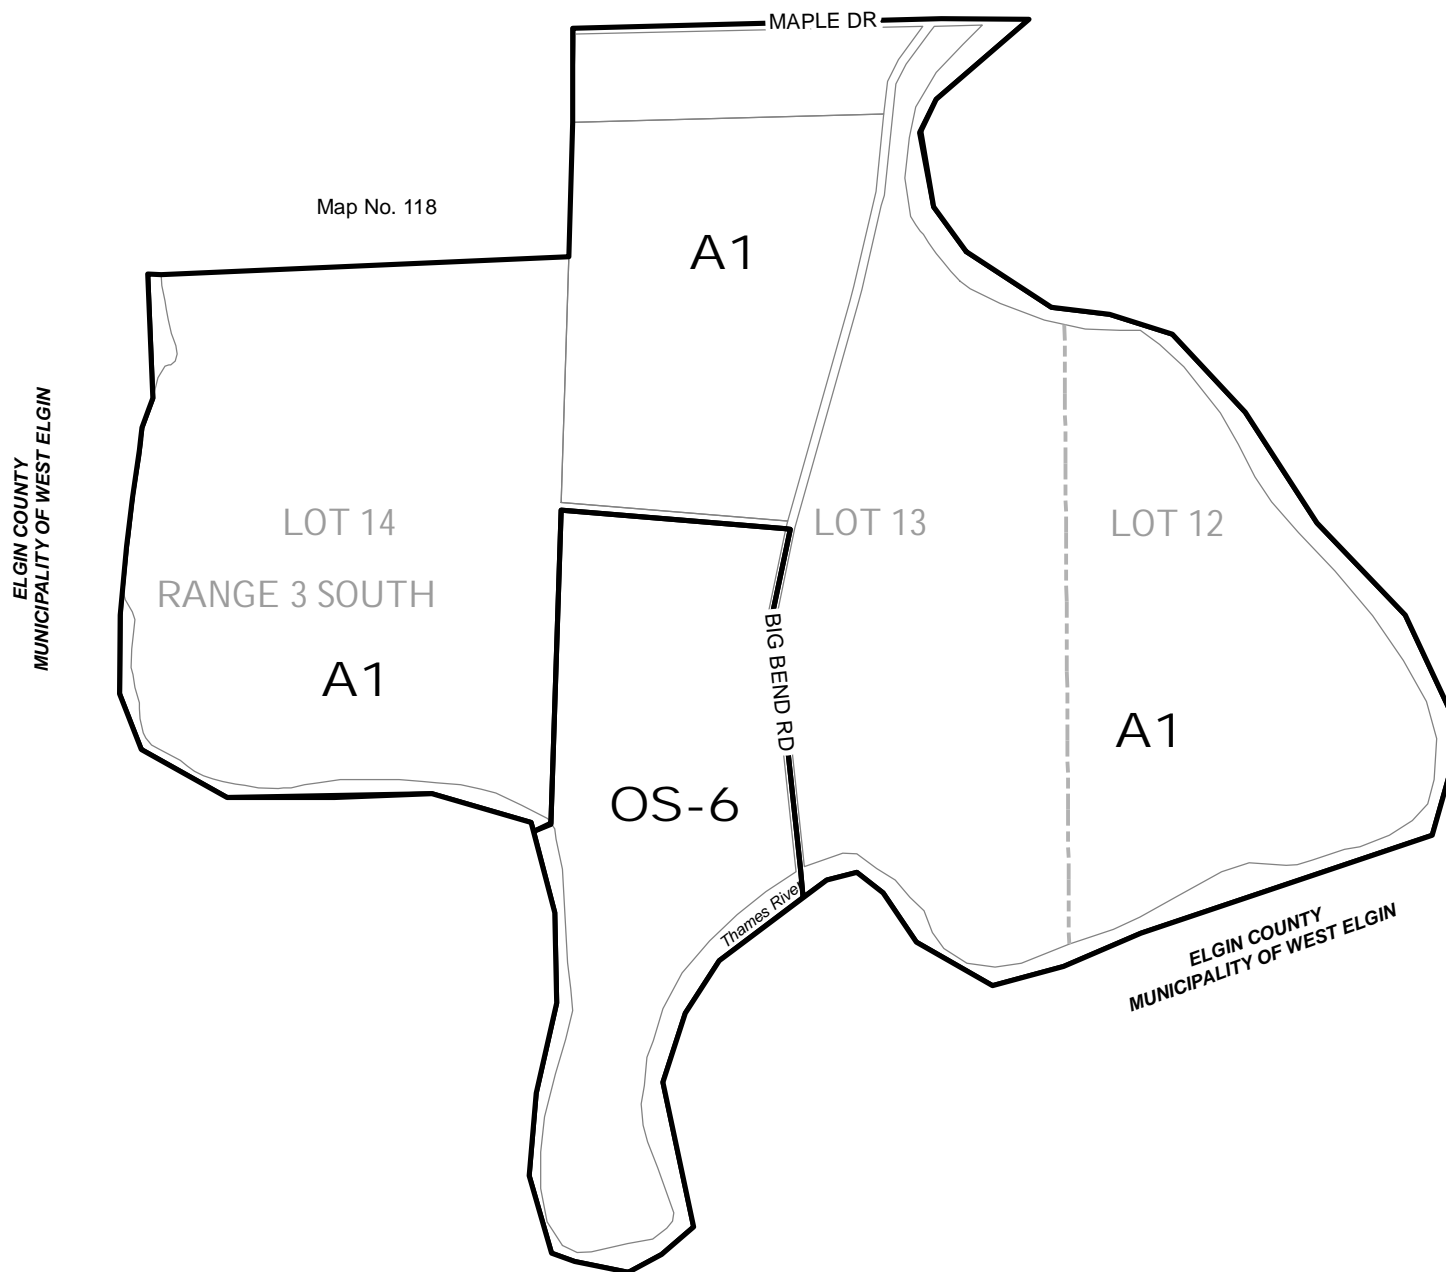 MAPLE DR
Map No. 118
A1
ELGIN COUNTY
MUNICIPALITY OF WEST ELGIN
LOT 14
LOT 13
LOT 12
RANGE 3 SOUTH
A1
BIG BEND RD
A1
OS-6
Thames River
ELGIN COUNTY
MUNICIPALITY OF WEST ELGIN